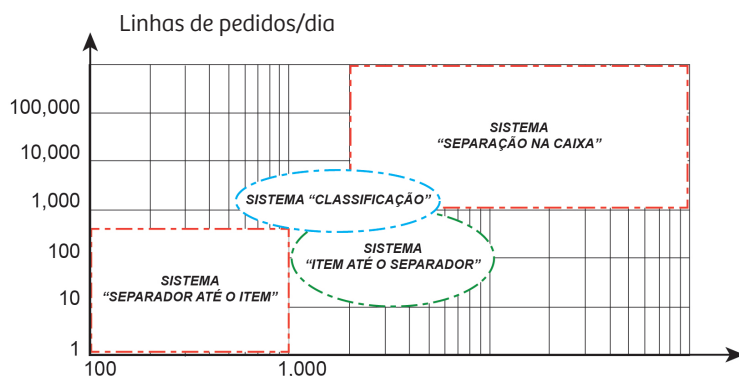 Linhas de pedidos/dia
100,000
10,000
1,000
100
10
1
SISTEMA
“SEPARAÇÃO NA CAIXA”
SISTEMA “CLASSIFICAÇÃO”
SISTEMA
“ITEM ATÉ O SEPARADOR”
SISTEMA
“SEPARADOR ATÉ O ITEM”
100
1.000